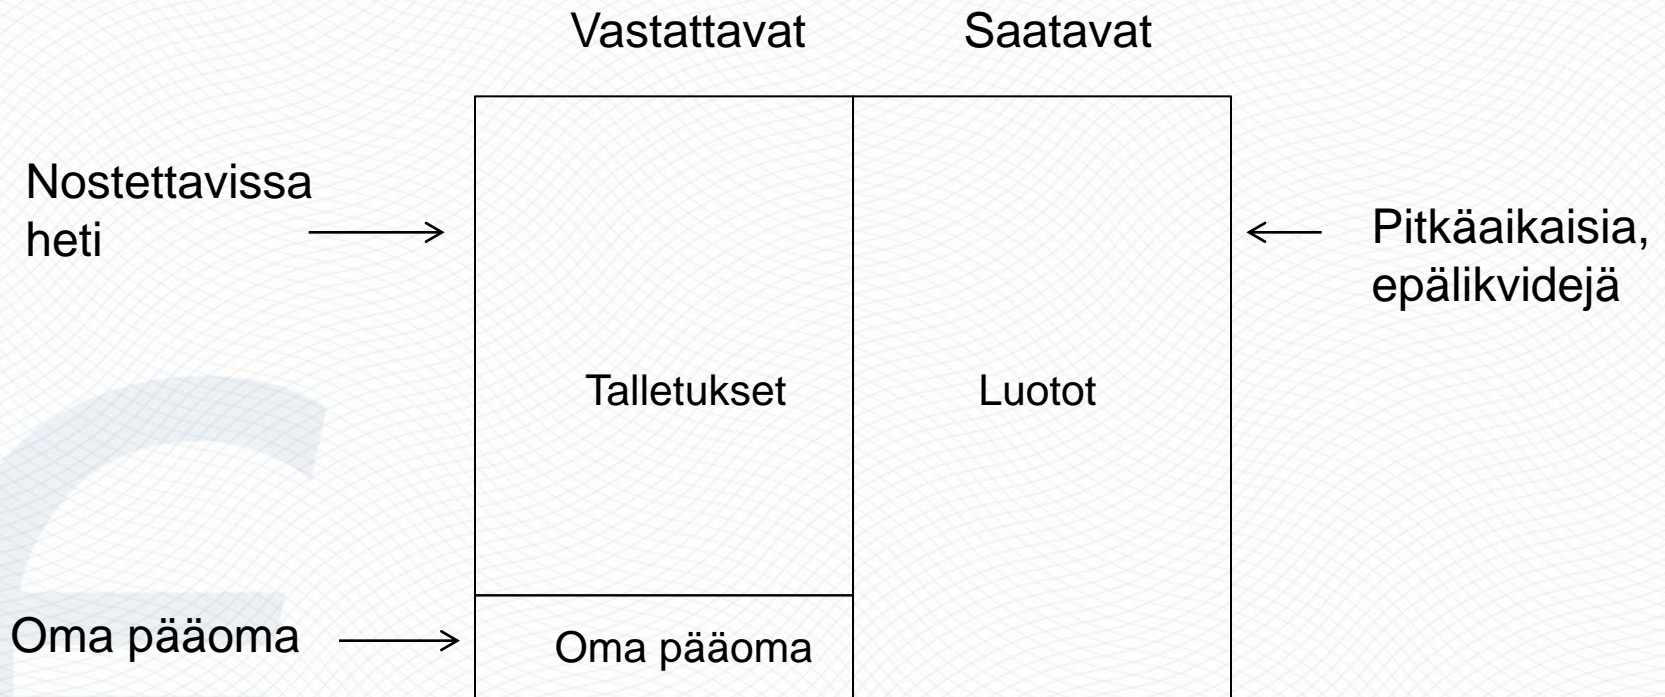 Vastattavat Saatavat
Nostettavissa
heti
Pitkäaikaisia,
epälikvidejä
Talletukset Luotot
Oma pääoma
Oma pääoma